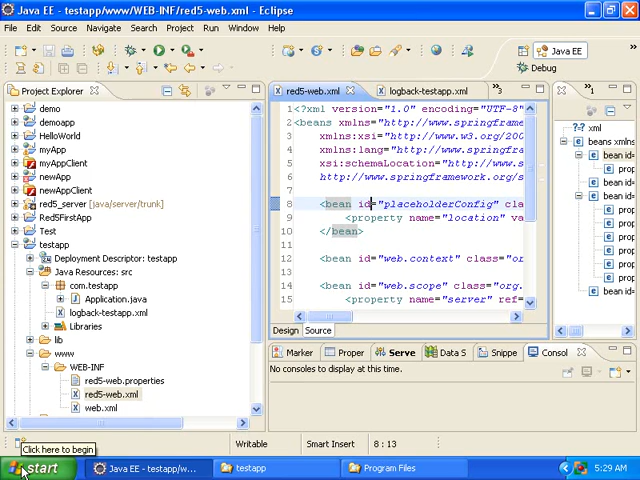 Java EE - testapp/www/WEB-INF/red5-web.xml - Eclipse
File Edit Source Navigate Search Project Run Window Help
Java EE
Debug
Project Explorer
demo
demoapp
HelloWorld
myApp
myAppClient
newApp
newAppClient
red5_server [java/server/trunk]
Red5FirstApp
Test
testapp
Deployment Descriptor: testapp
Java Resources: src
com.testapp
Application.java
logback-testapp.xml
Libraries
lib
www
WEB-INF
red5-web.properties
red5-web.xml
web.xml
red5-web.xml
logback-testapp.xml
3
1 <?xml version="1.0" encoding="UTF-8"
2 <beans xmlns="http://www.springframe
3 xmlns:xsi="http://www.w3.org/200
4 xmlns:lang="http://www.springfra
5 xsi:schemaLocation="http://www.s
6 http://www.springframework.org/s
7
8 <bean id="placeholderConfig" cla
9 <property name="location" va
10 </bean>
11
12 <bean id="web.context" class="or
13
14 <bean id="web.scope" class="org.
15 <property name="server" ref=
Design Source
1
xml
beans xmlns
bean id=
prop
bean id=
bean id=
prop
prop
prop
prop
prop
bean id=
Marker Proper Serve Data S Snippe Consol
No consoles to display at this time.
Writable Smart Insert 8 : 13
Click here to begin
start
Java EE - testapp/w...
testapp
Program Files
5:29 AM